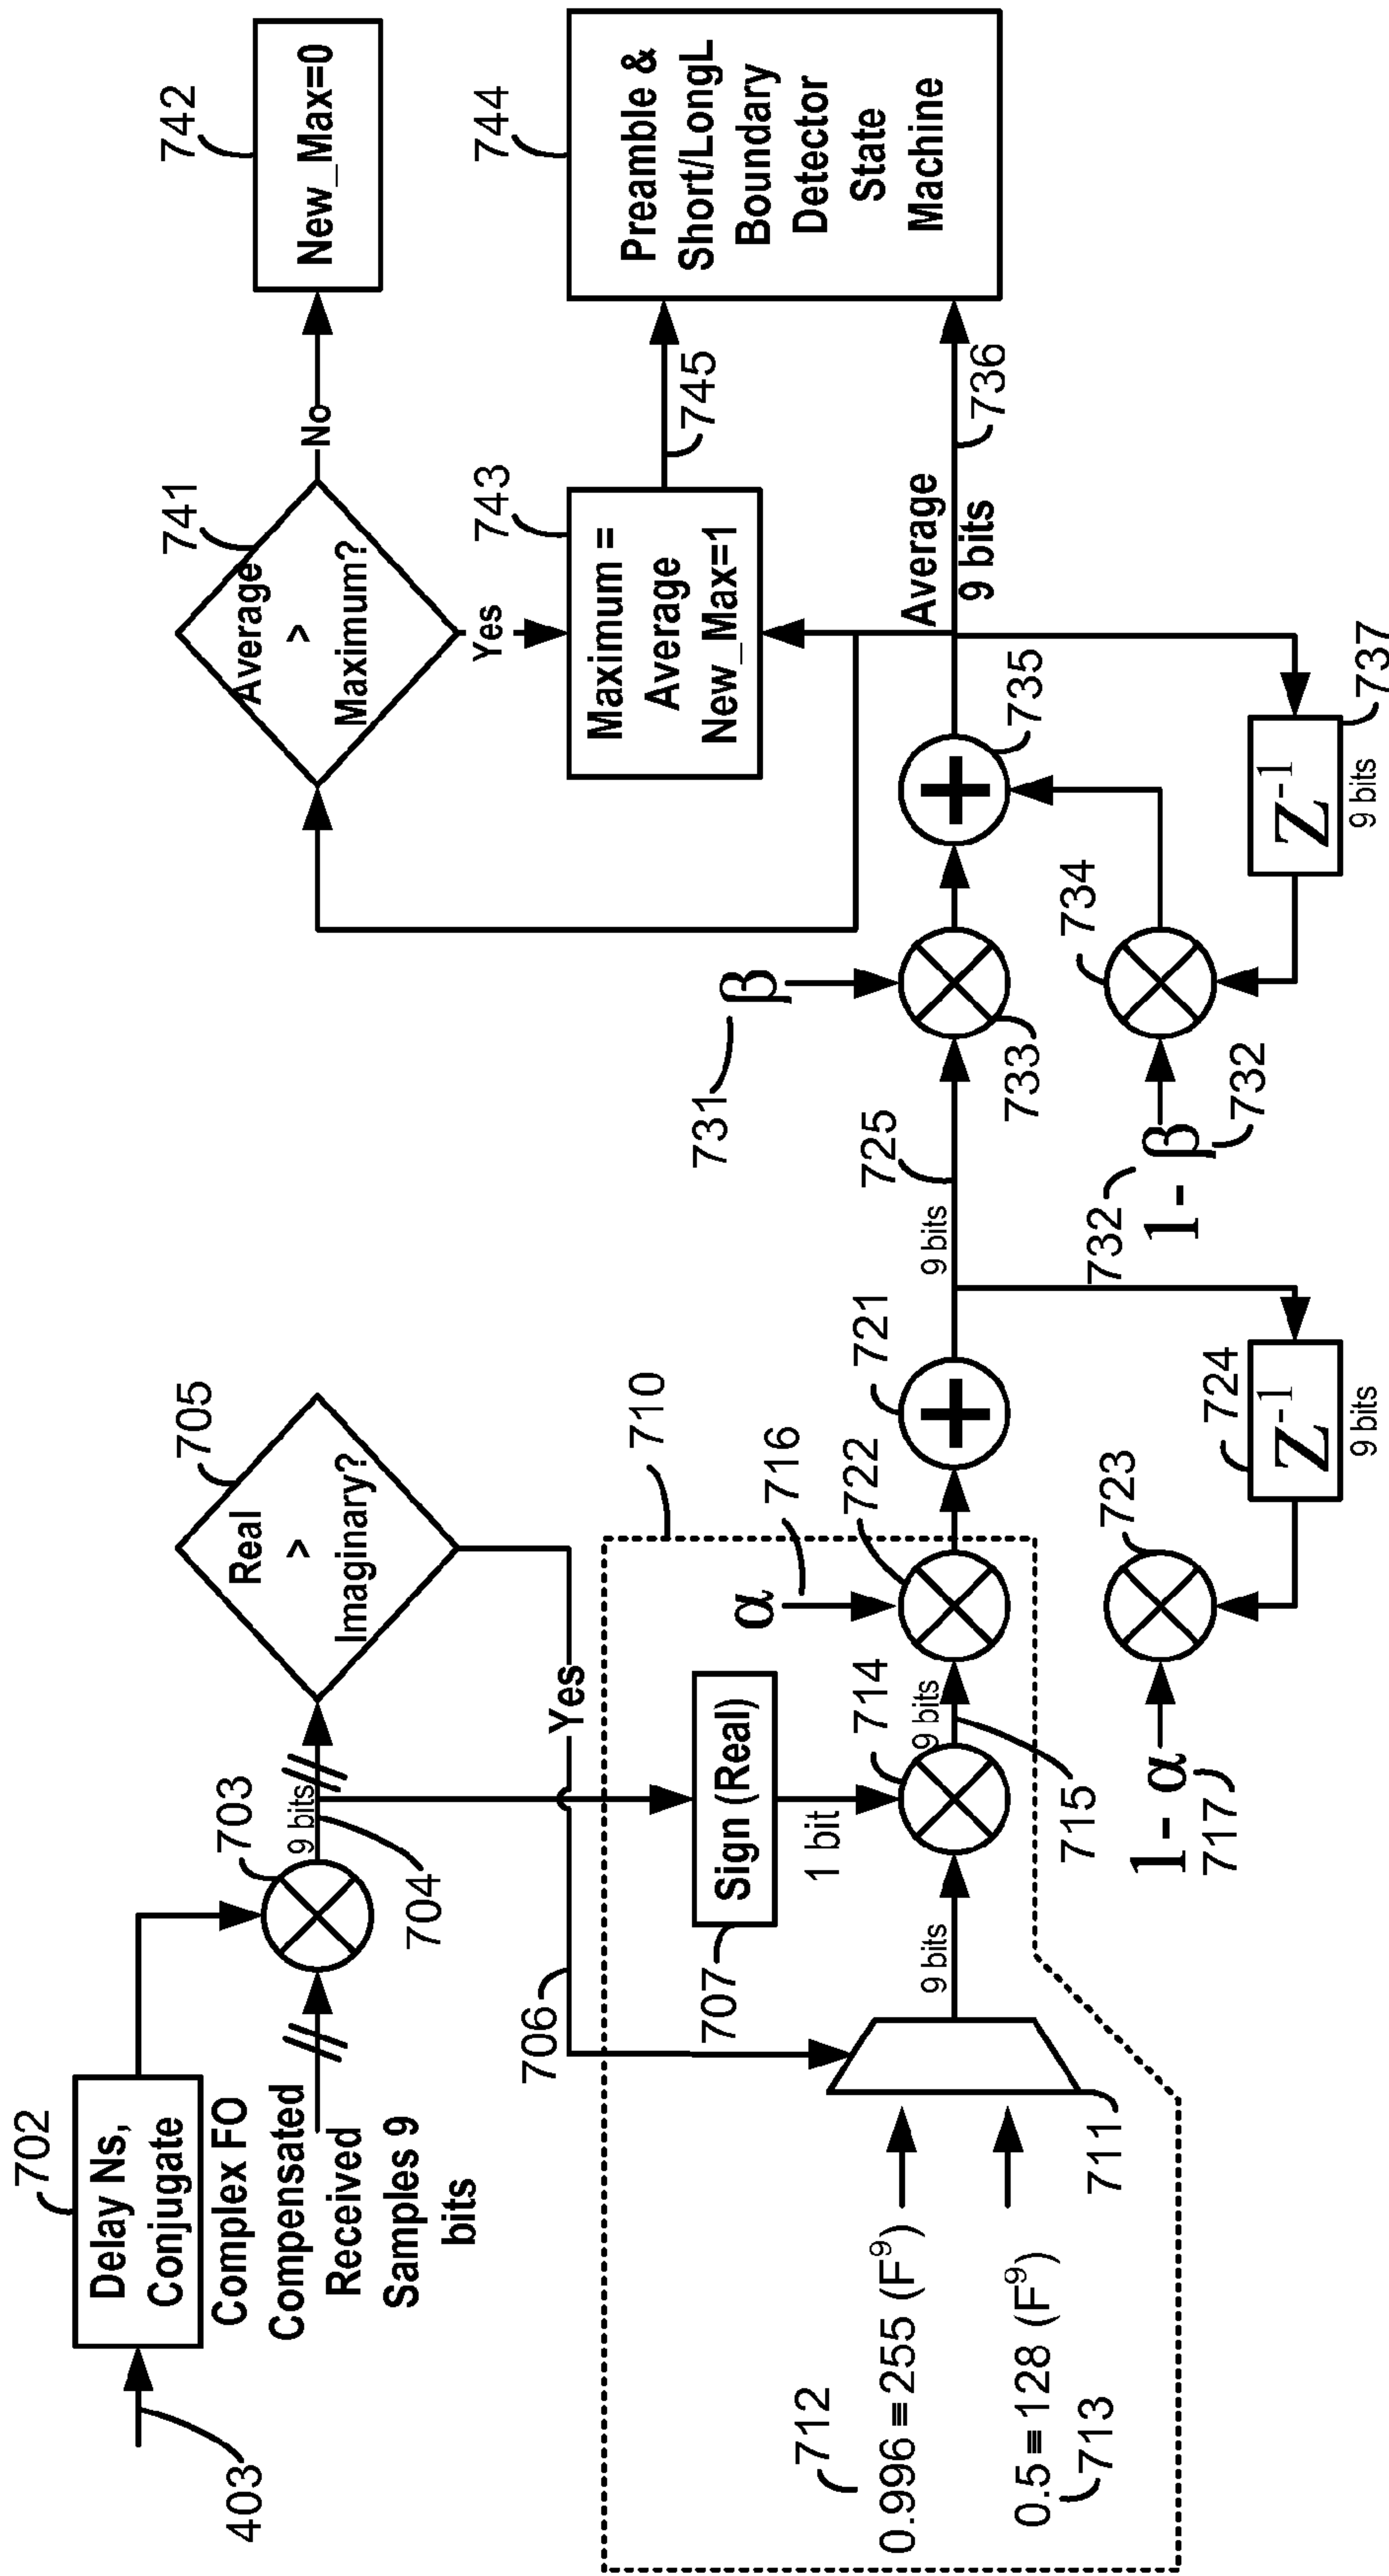 403
702
Delay Ns,
Conjugate
Complex FO
Compensated
Received
Samples 9
bits
703
9 bits
704
705
Real
>
Imaginary?
Yes
706
707
Sign (Real)
1 bit
710
711
712
0.996 ≡ 255 (F⁹)
0.5 ≡ 128 (F⁹)
713
9 bits
714
9 bits
715
α
716
722
721
1- α
717
723
724
Z⁻¹
9 bits
9 bits
725
731
β
733
732
1- β
732
734
735
Z⁻¹
9 bits
737
Average
9 bits
736
741
Average
>
Maximum?
No
Yes
742
New_Max=0
743
Maximum =
Average
New_Max=1
745
744
Preamble &
Short/LongL
Boundary
Detector
State
Machine